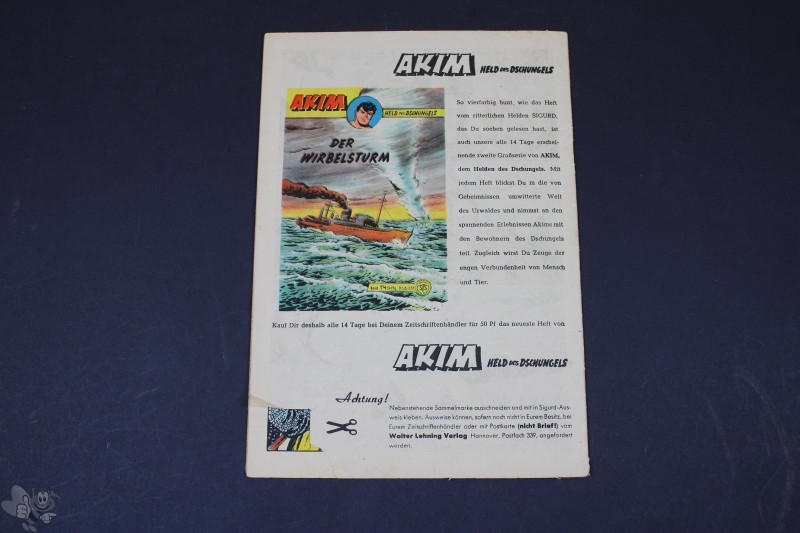 AKIM HELD DES DSCHUNGELS
AKIM
HELD DES DSCHUNGELS
DER
WIRBELSTURM
So vierfarbig bunt, wie das Heft
vom ritterlichen Helden SIGURD,
das Du soeben gelesen hast, ist
auch unsere alle 14 Tage erschei-
nende zweite Großserie von AKIM,
dem Helden des Dschungels. Mit
jedem Heft blickst Du in die von
Geheimnissen umwitterte Welt
des Urwaldes und nimmst an den
spannenden Erlebnissen Akims mit
den Bewohnern des Dschungels
teil. Zugleich wirst Du Zeuge der
engen Verbundenheit von Mensch
und Tier.
Kauf Dir deshalb alle 14 Tage bei Deinem Zeitschriftenhändler für 50 Pf das neueste Heft von
AKIM HELD DES DSCHUNGELS
Achtung!
Nebenstehende Sammelmarke ausschneiden und mit in Sigurd-Aus-
weis kleben. Ausweise können, sofern noch nicht in Eurem Besitz, bei
Eurem Zeitschriftenhändler oder mit Postkarte (nicht Brief!) vom
Walter Lehning Verlag Hannover, Postfach 339, angefordert
werden.